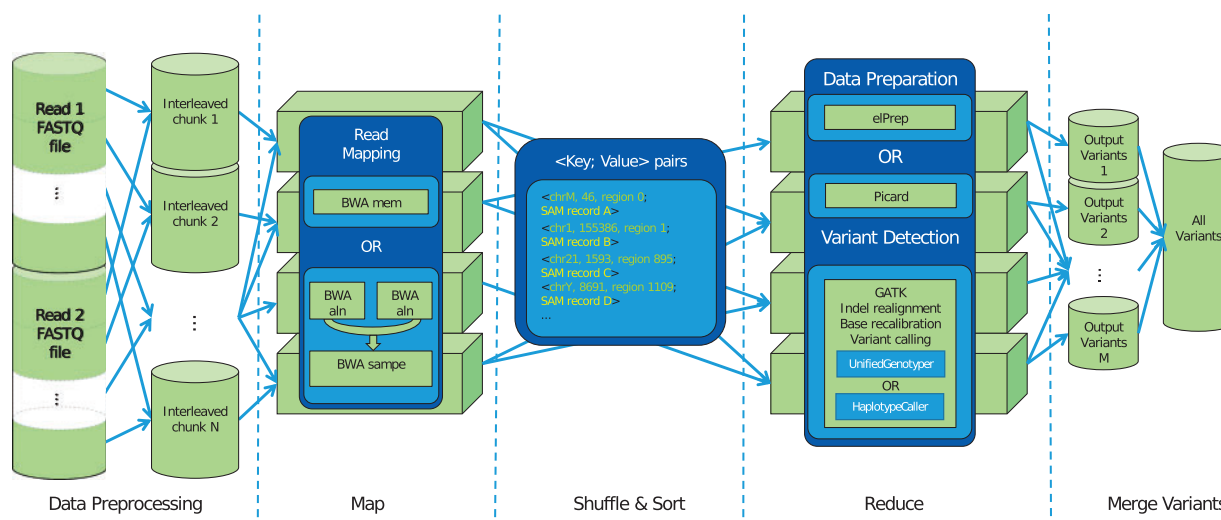 Read 1
FASTQ
file
...
Read 2
FASTQ
file
...
Interleaved
chunk 1
Interleaved
chunk 2
...
Interleaved
chunk N
Read
Mapping
BWA mem
OR
BWA
aln
BWA
aln
BWA sampe
<Key; Value> pairs
<chrM, 46, region 0;
SAM record A>
<chr1, 155386, region 1;
SAM record B>
<chr21, 1593, region 895;
SAM record C>
<chrY, 8691, region 1109;
SAM record D>
...
Data Preparation
elPrep
OR
Picard
Variant Detection
GATK
Indel realignment
Base recalibration
Variant calling
UnifiedGenotyper
OR
HaplotypeCaller
Output
Variants
1
Output
Variants
2
...
Output
Variants
M
All
Variants
Data Preprocessing
Map
Shuffle & Sort
Reduce
Merge Variants